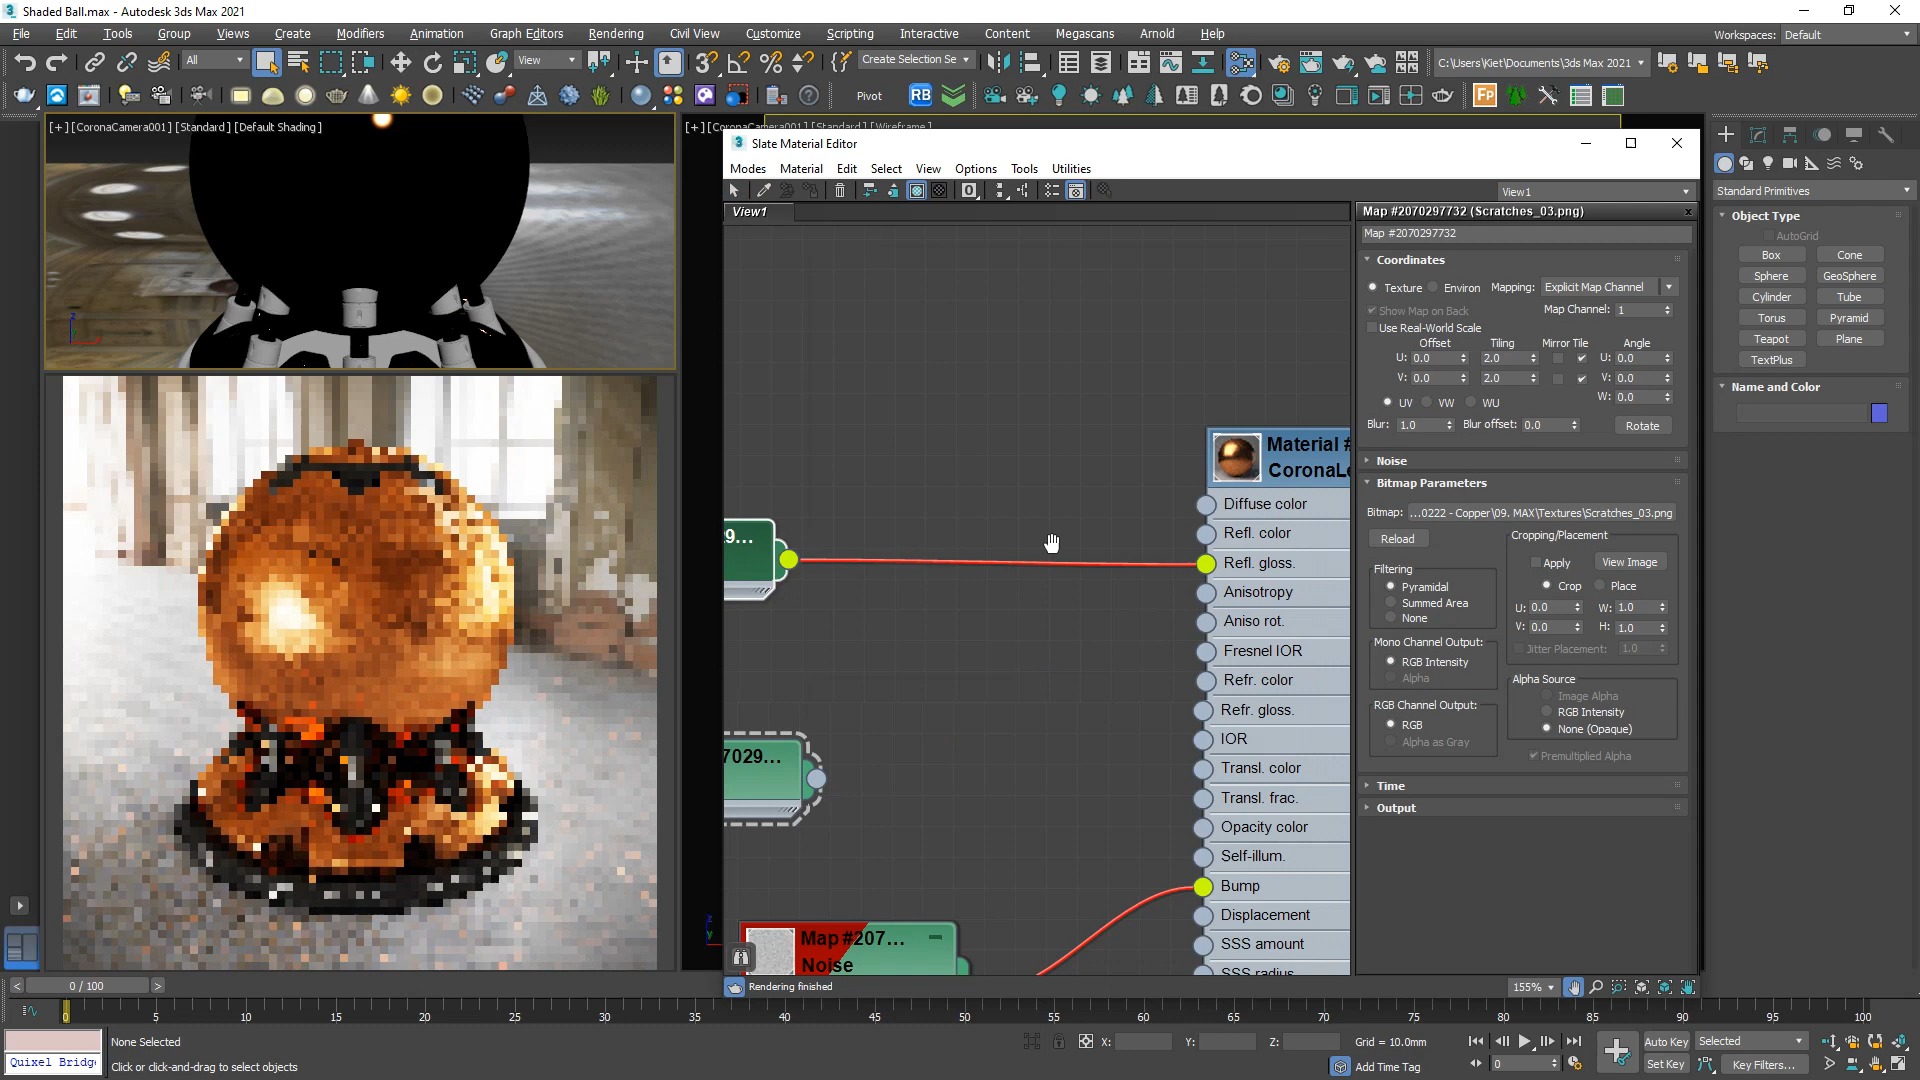 Shaded Ball.max - Autodesk 3ds Max 2021
File Edit Tools Group Views Create Modifiers Animation Graph Editors Rendering Civil View Customize Scripting Interactive Content Megascans Arnold Help
Workspaces: Default
All
View
Create Selection Se
C:\Users\Kiet\Documents\3ds Max 2021
Pivot
RB
Fp
[+] [CoronaCamera001] [Standard] [Default Shading]
[+] [CoronaCamera001] [Standard] [Wireframe]
Slate Material Editor
Modes Material Edit Select View Options Tools Utilities
View1
View1
Map #2070297732 (Scratches_03.png)
Map #2070297732
Coordinates
Texture Environ Mapping: Explicit Map Channel
Show Map on Back Map Channel: 1
Use Real-World Scale
Offset Tiling Mirror Tile Angle
U: 0.0 2.0 U: 0.0
V: 0.0 2.0 V: 0.0
W: 0.0
UV VW WU
Blur: 1.0 Blur offset: 0.0 Rotate
Noise
Bitmap Parameters
Bitmap: ...0222 - Copper\09. MAX\Textures\Scratches_03.png
Reload
Cropping/Placement
Apply View Image
Crop Place
U: 0.0 W: 1.0
V: 0.0 H: 1.0
Jitter Placement: 1.0
Filtering
Pyramidal
Summed Area
None
Mono Channel Output:
RGB Intensity
Alpha
RGB Channel Output:
RGB
Alpha as Gray
Alpha Source
Image Alpha
RGB Intensity
None (Opaque)
Premultiplied Alpha
Time
Output
29...
7029...
Map #207...
Noise
Material #
CoronaLe
Diffuse color
Refl. color
Refl. gloss.
Anisotropy
Aniso rot.
Fresnel IOR
Refr. color
Refr. gloss.
IOR
Transl. color
Transl. frac.
Opacity color
Self-illum.
Bump
Displacement
SSS amount
SSS radius
Rendering finished
155%
Standard Primitives
Object Type
AutoGrid
Box Cone
Sphere GeoSphere
Cylinder Tube
Torus Pyramid
Teapot Plane
TextPlus
Name and Color
0 / 100
0 5 10 15 20 25 30 35 40 45 50 55 60 65 70 75 80 85 90 95 100
None Selected
Click or click-and-drag to select objects
Quixel Bridg
X: Y: Z: Grid = 10.0mm
Add Time Tag
0
Auto Key Selected
Set Key Key Filters...